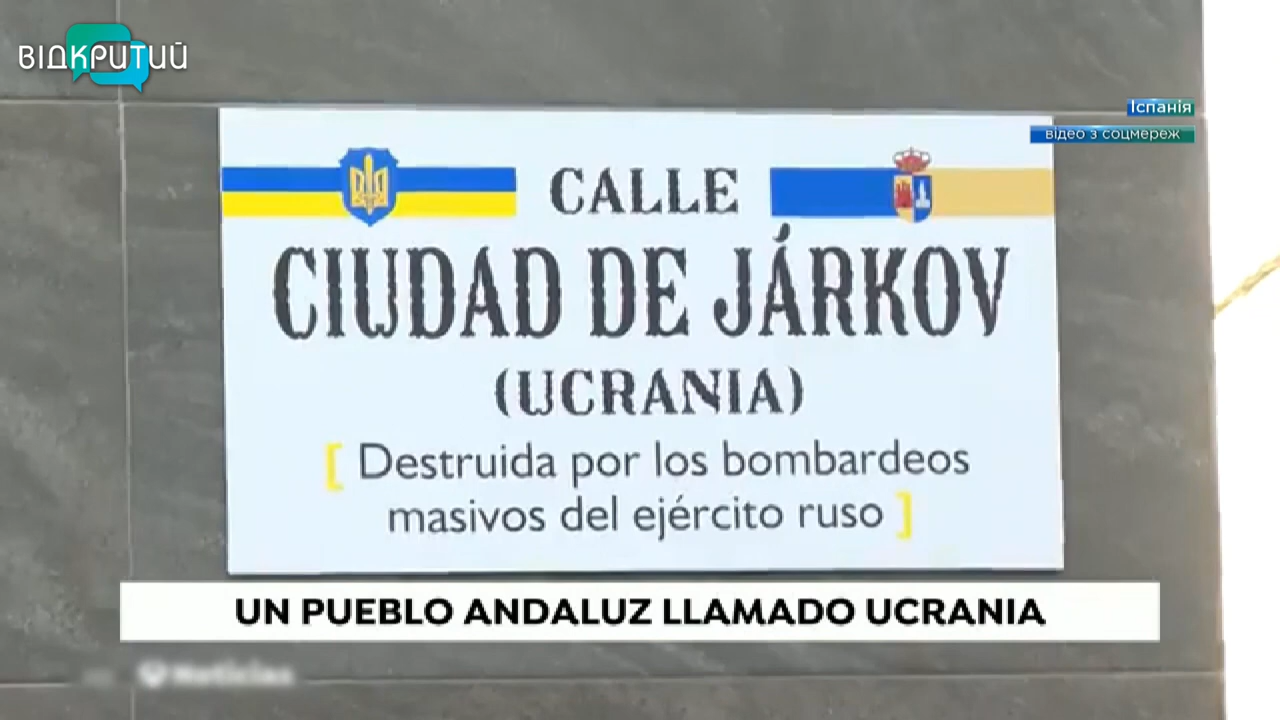 ВІДКРИТИЙ
Іспанія
відео з соцмереж
CALLE
CIUDAD DE JÁRKOV
(UCRANIA)
[ Destruida por los bombardeos
masivos del ejército ruso ]
UN PUEBLO ANDALUZ LLAMADO UCRANIA
Noticias